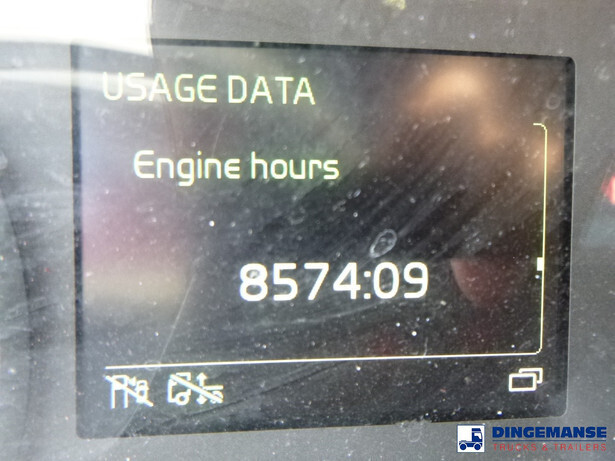 USAGE DATA
Engine hours
8574:09
DINGEMANSE
TRUCKS & TRAILERS